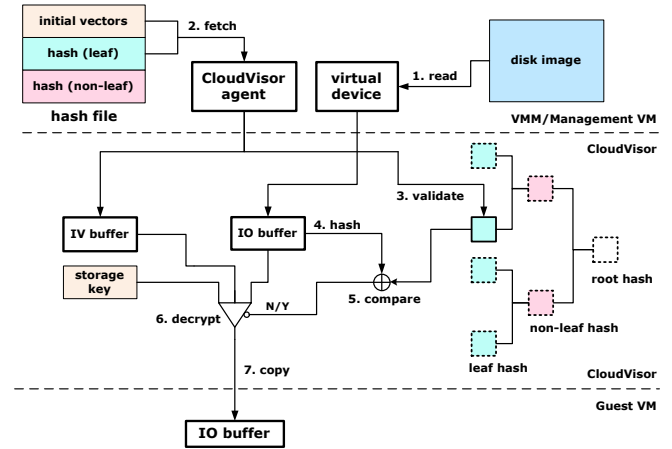 initial vectors
hash (leaf)
hash (non-leaf)
hash file
2. fetch
CloudVisor
agent
virtual
device
1. read
disk image
VMM/Management VM
CloudVisor
3. validate
IV buffer
IO buffer
4. hash
storage
key
5. compare
N/Y
6. decrypt
root hash
non-leaf hash
leaf hash
7. copy
CloudVisor
Guest VM
IO buffer